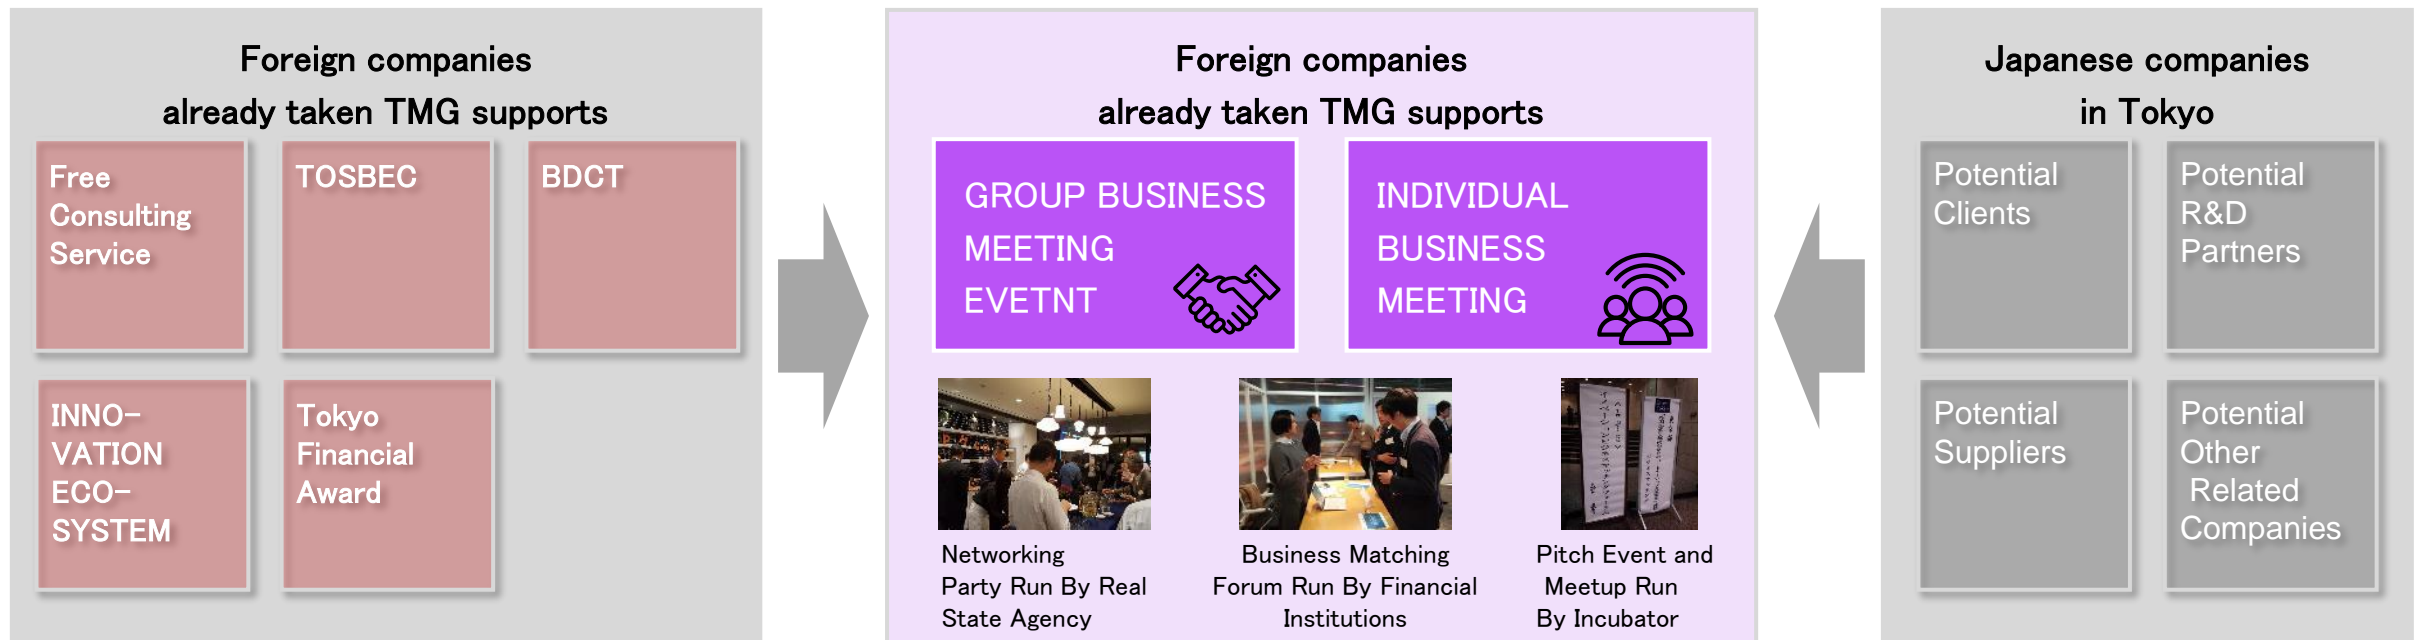 Foreign companies
already taken TMG supports
Free
Consulting
Service
TOSBEC
BDCT
INNO-
VATION
ECO-
SYSTEM
Tokyo
Financial
Award
Foreign companies
already taken TMG supports
GROUP BUSINESS
MEETING
EVETNT
INDIVIDUAL
BUSINESS
MEETING
Networking
Party Run By Real
State Agency
Business Matching
Forum Run By Financial
Institutions
Pitch Event and
Meetup Run
By Incubator
Japanese companies
in Tokyo
Potential
Clients
Potential
R&D
Partners
Potential
Suppliers
Potential
Other
Related
Companies